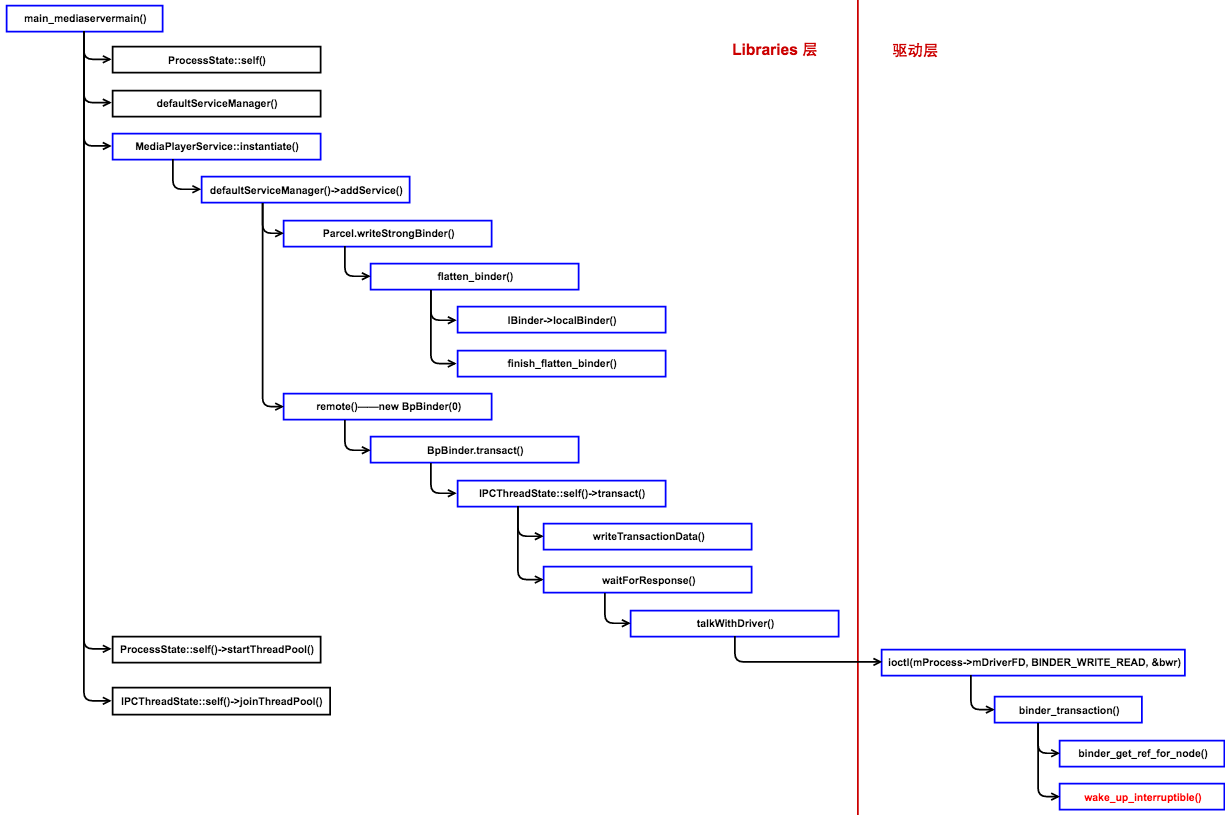 main_mediaservermain()
Libraries 层
驱动层
ProcessState::self()
defaultServiceManager()
MediaPlayerService::instantiate()
defaultServiceManager()->addService()
Parcel.writeStrongBinder()
flatten_binder()
IBinder->localBinder()
finish_flatten_binder()
remote()——new BpBinder(0)
BpBinder.transact()
IPCThreadState::self()->transact()
writeTransactionData()
waitForResponse()
talkWithDriver()
ProcessState::self()->startThreadPool()
ioctl(mProcess->mDriverFD, BINDER_WRITE_READ, &bwr)
IPCThreadState::self()->joinThreadPool()
binder_transaction()
binder_get_ref_for_node()
wake_up_interruptible()